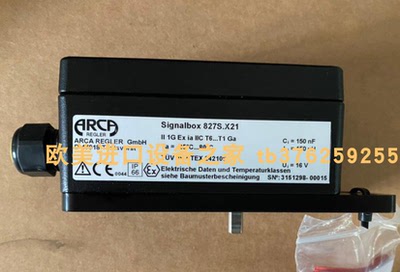 ARCA
REGLER
Signalbox 827S.X21
II 1G Ex ia IIC T6...T1 Ga
ARCA REGLER GmbH
Cᵢ = 150 nF
Uᵢ = 16 V
欧美进口设备之家 tb376259255
0044
IP
66
Elektrische Daten und Temperaturklassen
siehe Baumusterbescheinigung
SN°: 3151298- 00015